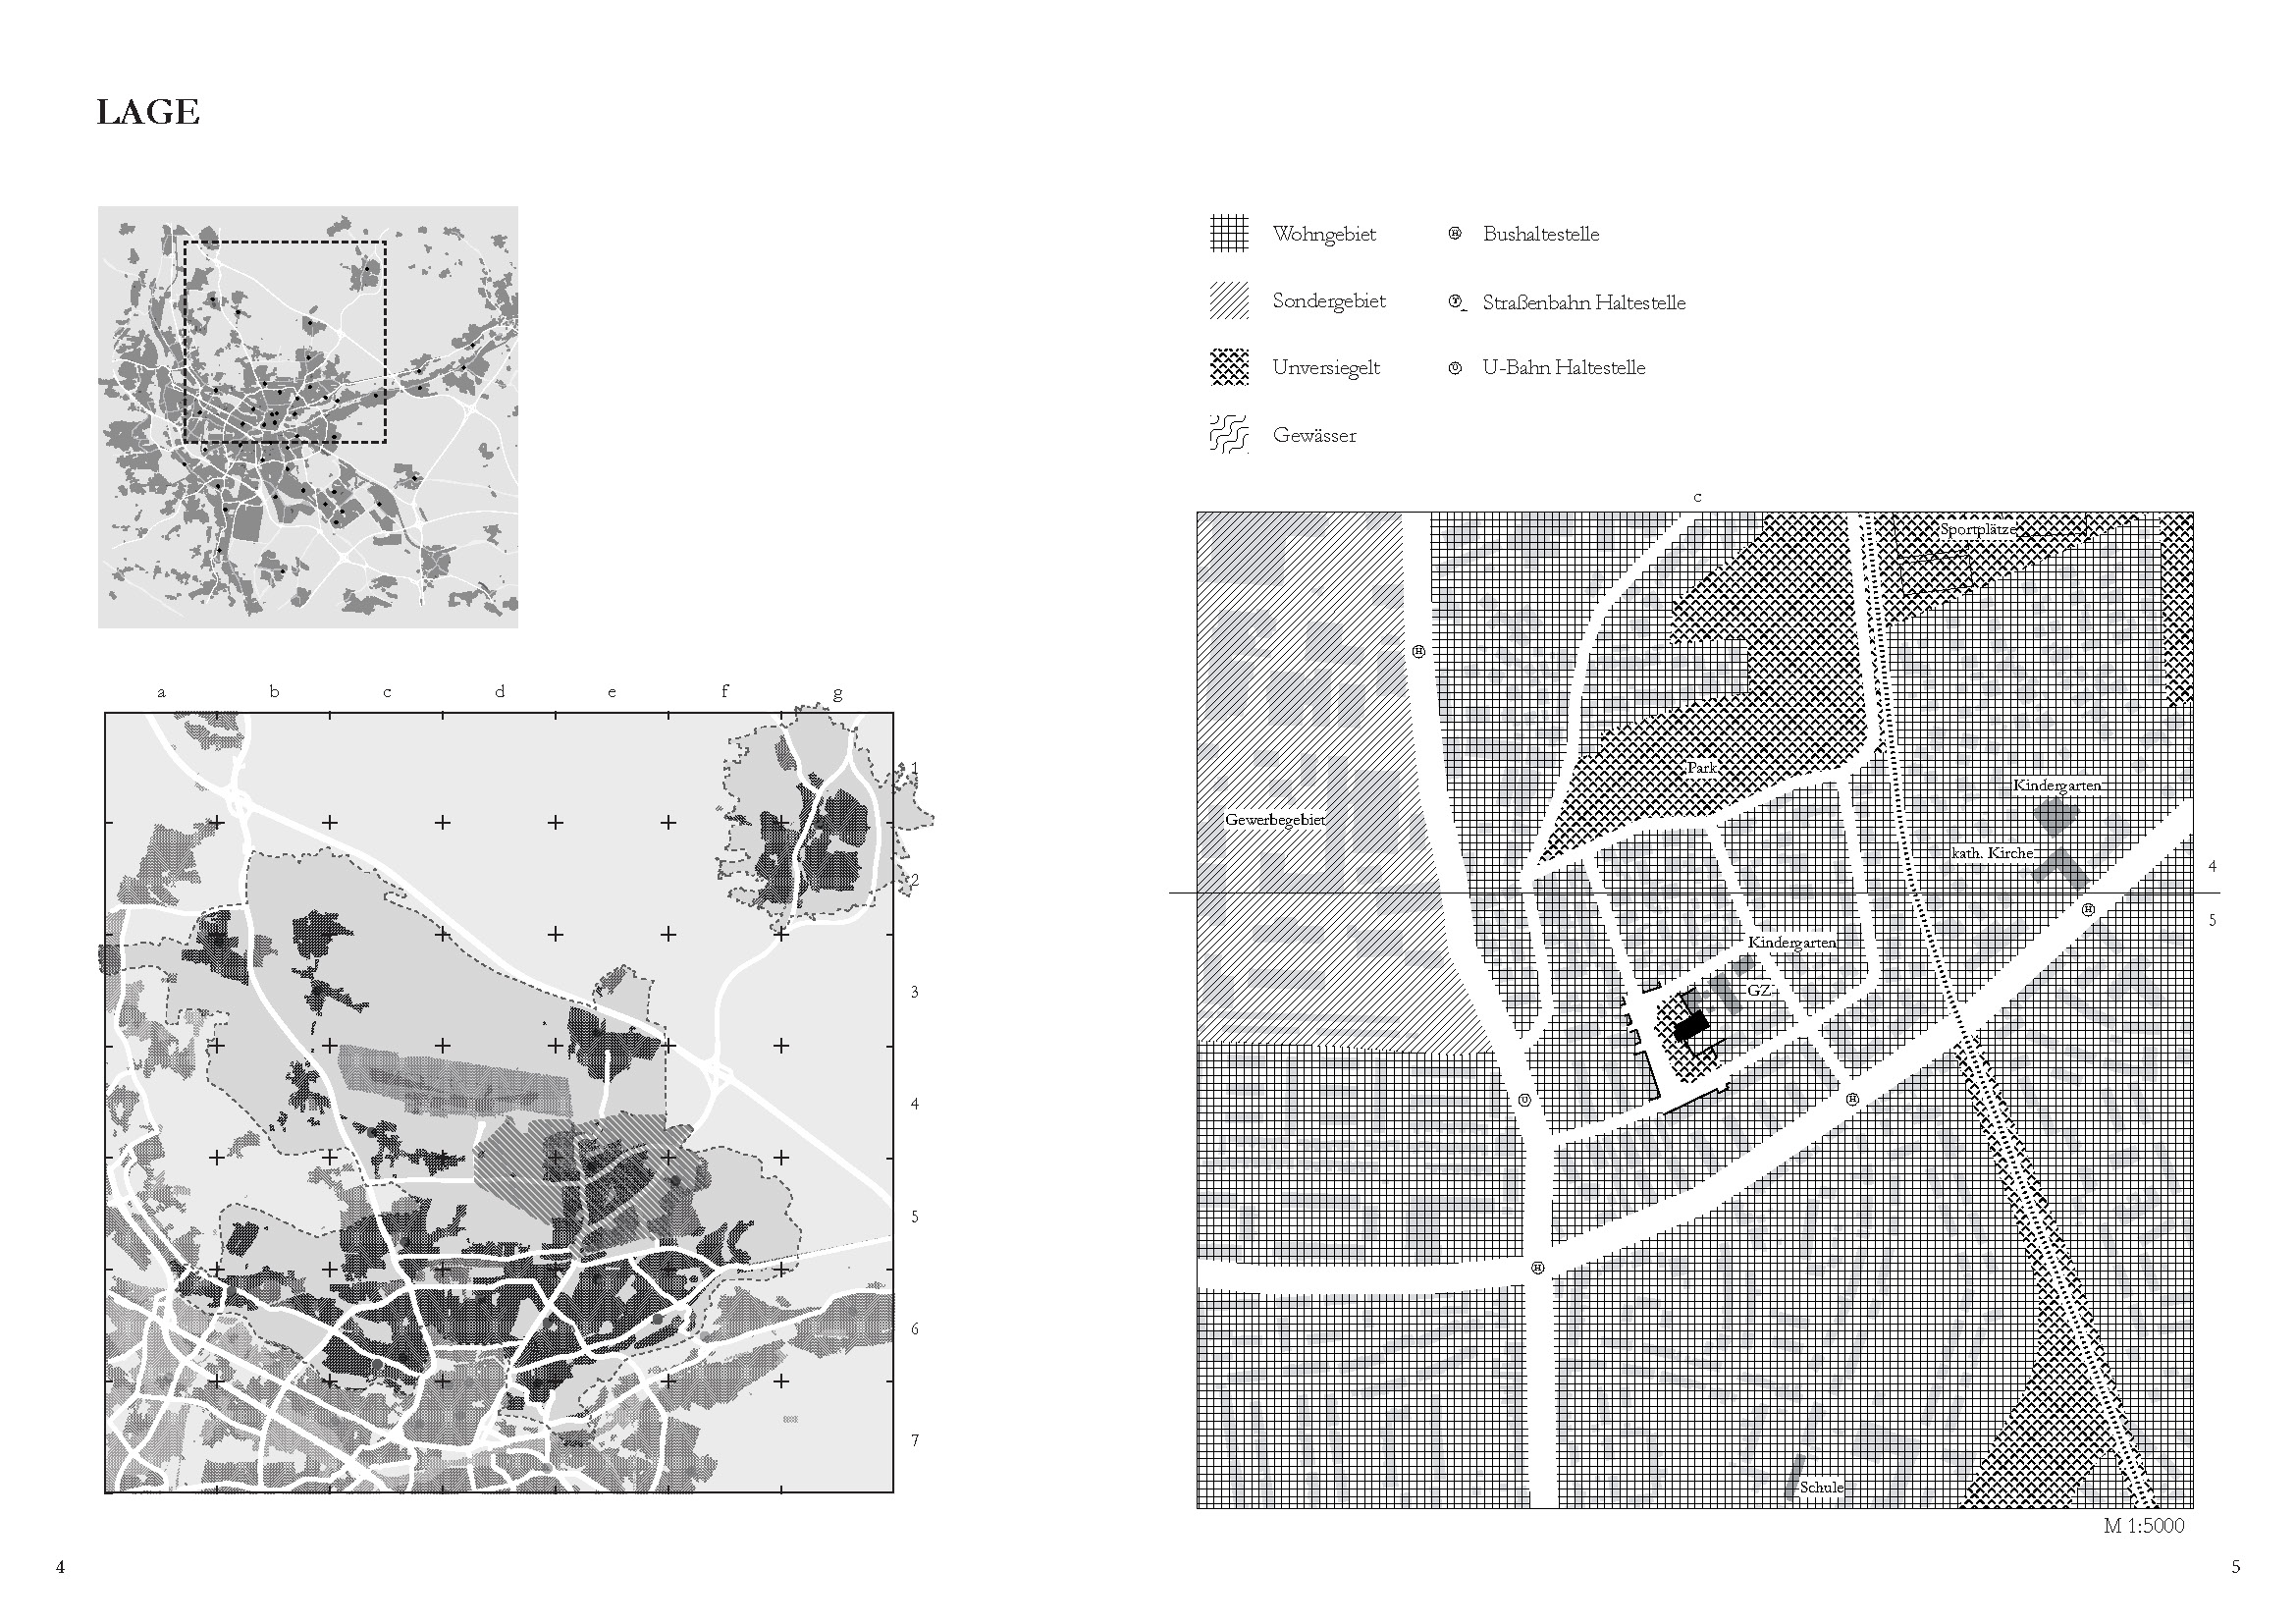 LAGE
Wohngebiet
H Bushaltestelle
Sondergebiet
T Straßenbahn Haltestelle
Unversiegelt
U U-Bahn Haltestelle
Gewässer
a b c d e f g
1
2
3
4
5
6
7
c
Sportplätze
H
Park
Kindergarten
Gewerbegebiet
kath. Kirche
4
H
5
Kindergarten
GZ
U
H
H
Schule
M 1:5000
4
5